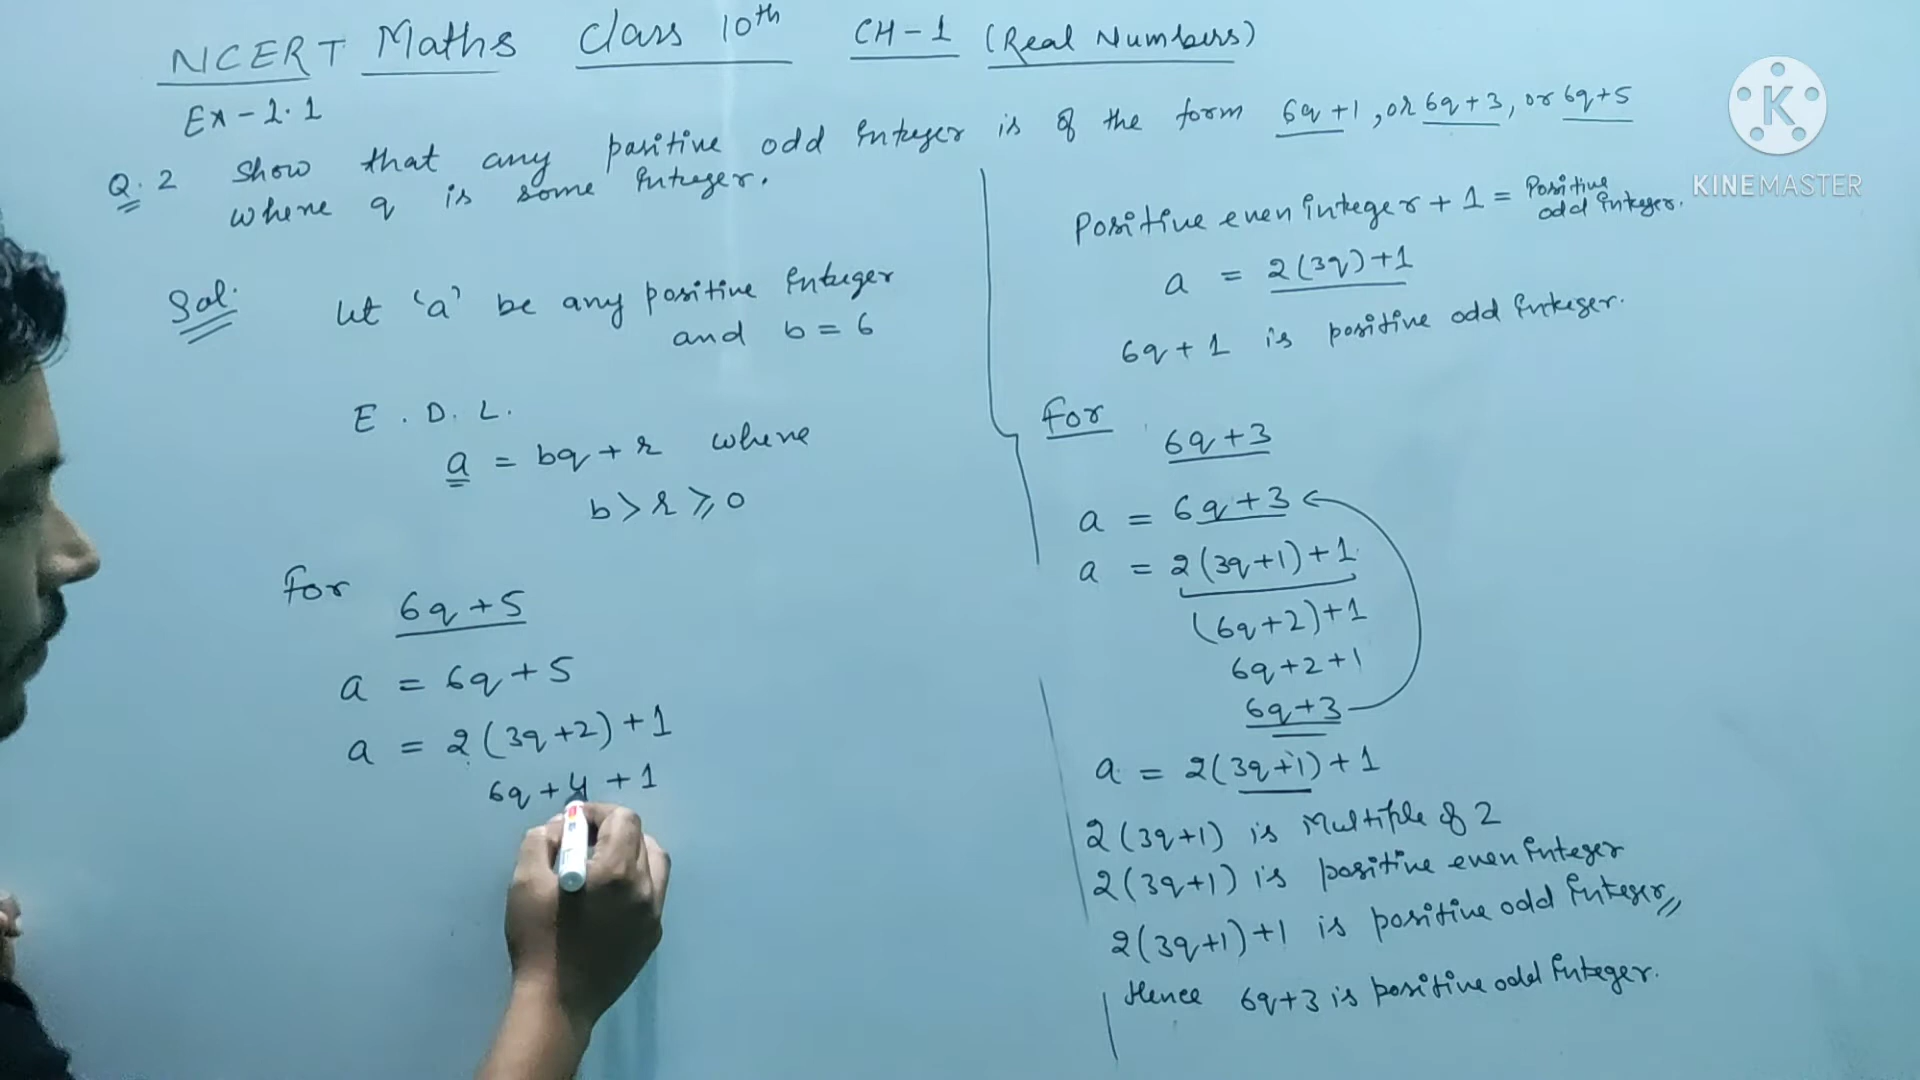 NCERT Maths Class 10th CH-1 (Real Numbers)
Ex-1.1
Q.2 Show that any positive odd integer is of the form 6q+1, or 6q+3, or 6q+5
where q is some integer.
Sol. let 'a' be any positive integer
and b = 6
E.D.L.
a = bq + r where
b > r ⩾ 0
For
6q+5
a = 6q+5
a = 2(3q+2)+1
6q+4+1
Positive even integer + 1 = Positive
odd integer.
a = 2(3q)+1
6q+1 is positive odd integer.
For
6q+3
a = 6q+3
a = 2(3q+1)+1
(6q+2)+1
6q+2+1
6q+3
a = 2(3q+1)+1
2(3q+1) is Multiple of 2
2(3q+1) is positive even integer
2(3q+1)+1 is positive odd integer
Hence 6q+3 is positive odd integer.
K
KINEMASTER